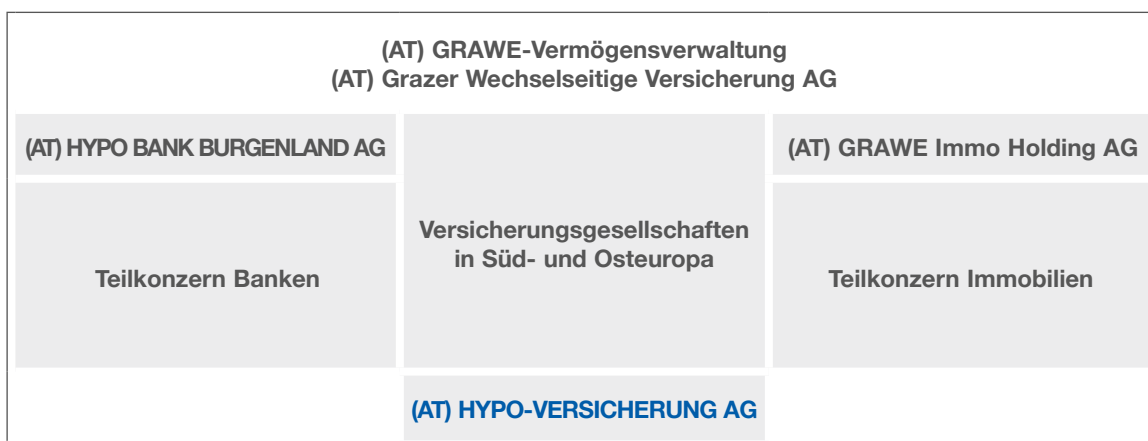 (AT) GRAWE-Vermögensverwaltung
(AT) Grazer Wechselseitige Versicherung AG
(AT) HYPO BANK BURGENLAND AG
Teilkonzern Banken
Versicherungsgesellschaften
in Süd- und Osteuropa
(AT) GRAWE Immo Holding AG
Teilkonzern Immobilien
(AT) HYPO-VERSICHERUNG AG